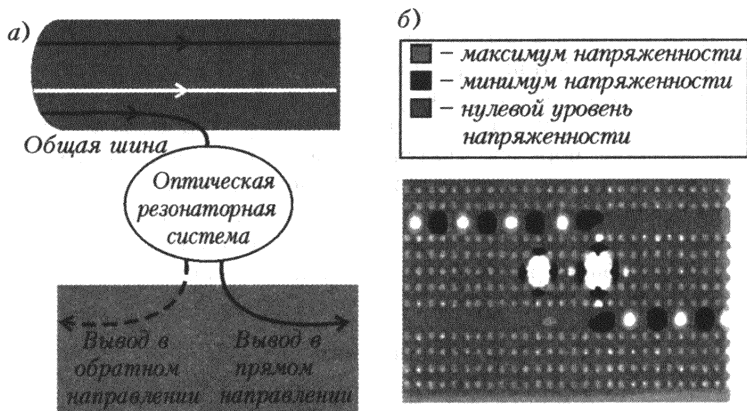 а)
Общая шина
Оптическая
резонаторная
система
Вывод в
обратном
направлении
Вывод в
прямом
направлении
б)
– максимум напряженности
– минимум напряженности
– нулевой уровень
напряженности